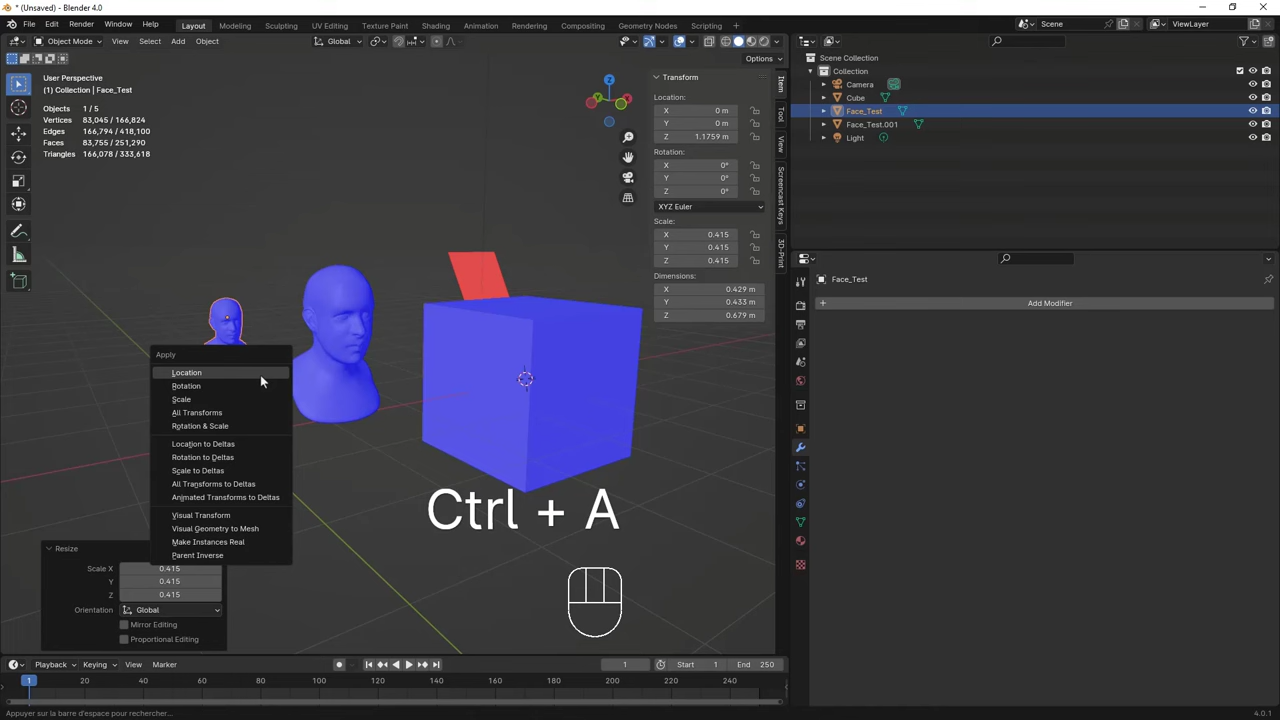 * (Unsaved) - Blender 4.0
File Edit Render Window Help
Layout Modeling Sculpting UV Editing Texture Paint Shading Animation Rendering Compositing Geometry Nodes Scripting
Scene
ViewLayer
Object Mode View Select Add Object
Global
Options
User Perspective
(1) Collection | Face_Test
Objects 1 / 5
Vertices 83,045 / 166,824
Edges 166,794 / 418,100
Faces 83,755 / 251,290
Triangles 166,078 / 333,618
Z
Transform
Location:
X 0 m
Y 0 m
Z 1.1759 m
Rotation:
X 0°
Y 0°
Z 0°
XYZ Euler
Scale:
X 0.415
Y 0.415
Z 0.415
Dimensions:
X 0.429 m
Y 0.433 m
Z 0.679 m
Item
Tool
View
Screencast Keys
3D-Print
Scene Collection
Collection
Camera
Cube
Face_Test
Face_Test.001
Light
Face_Test
Add Modifier
Apply
Location
Rotation
Scale
All Transforms
Rotation & Scale
Location to Deltas
Rotation to Deltas
Scale to Deltas
All Transforms to Deltas
Animated Transforms to Deltas
Visual Transform
Visual Geometry to Mesh
Make Instances Real
Parent Inverse
Ctrl + A
Resize
Scale X 0.415
Y 0.415
Z 0.415
Orientation Global
Mirror Editing
Proportional Editing
Playback Keying View Marker
1
Start 1
End 250
1 20 40 60 80 100 120 140 160 180 200 220 240
Appuyer sur la barre d'espace pour rechercher...
4.0.1